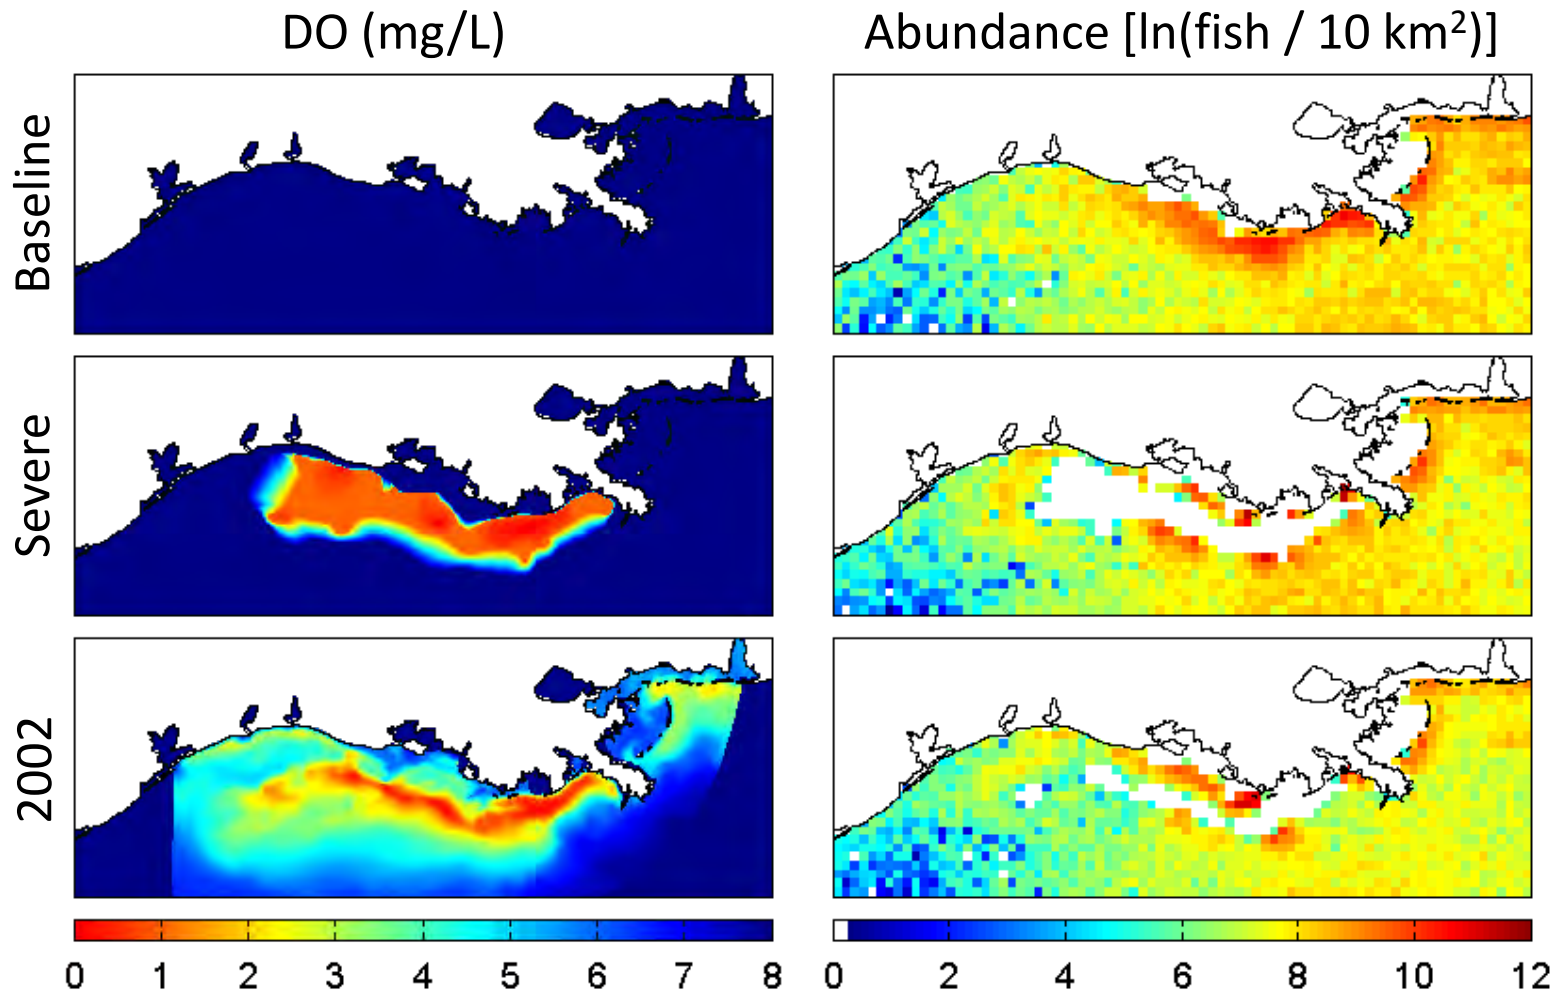 DO (mg/L)
Abundance [ln(fish / 10 km²)]
Baseline
Severe
2002
0 1 2 3 4 5 6 7 8
0 2 4 6 8 10 12